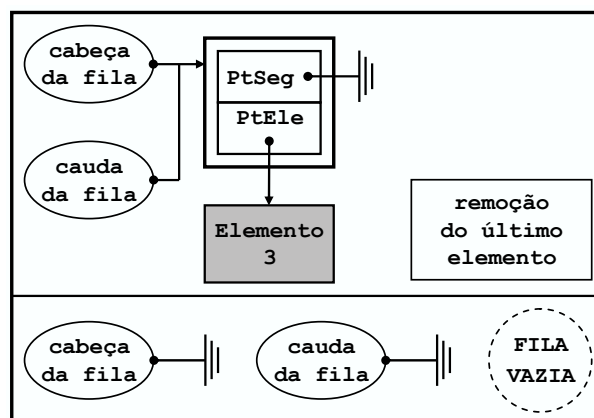 cabeça
da fila
PtSeg
PtEle
cauda
da fila
Elemento
3
remoção
do último
elemento
cabeça
da fila
cauda
da fila
FILA
VAZIA